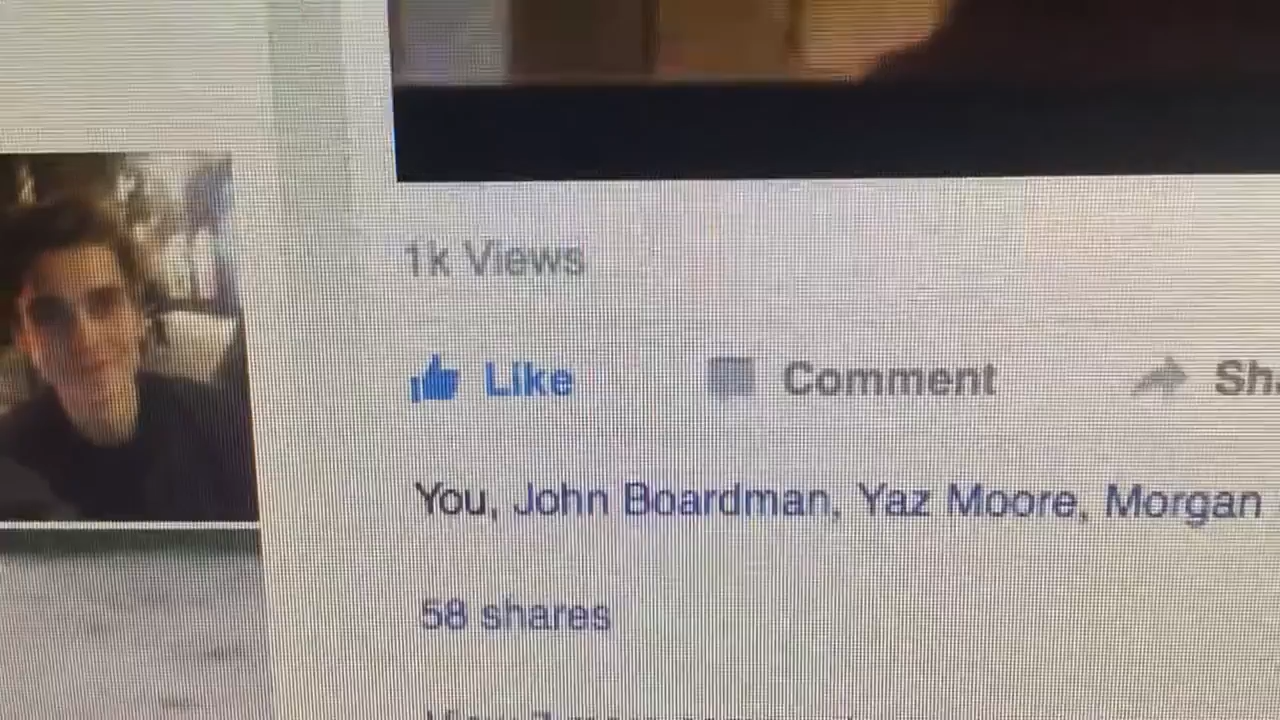 1k Views
Like Comment Sh
You, John Boardman, Yaz Moore, Morgan
58 shares